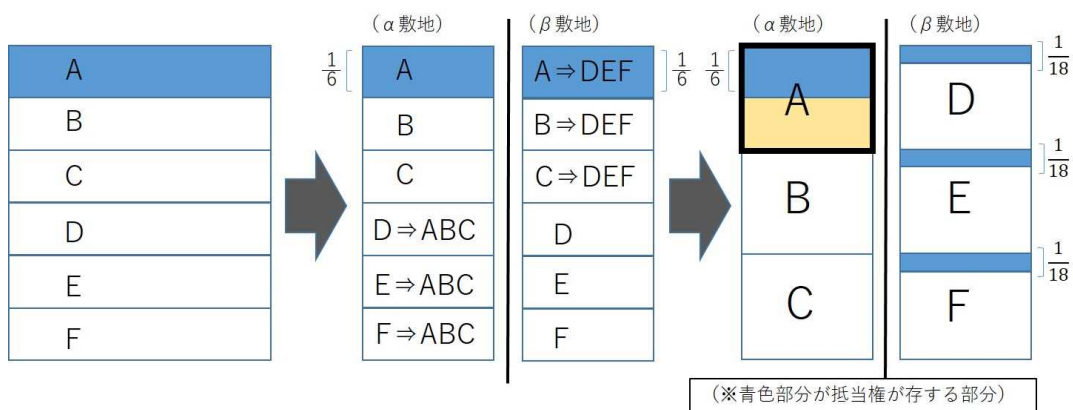 A
B
C
D
E
F
(α敷地)
1/6
A
B
C
D⇒ABC
E⇒ABC
F⇒ABC
(β敷地)
A⇒DEF
1/6
B⇒DEF
C⇒DEF
D
E
F
(α敷地)
1/6
A
B
C
(β敷地)
1/18
D
1/18
E
1/18
F
(※青色部分が抵当権が存する部分)